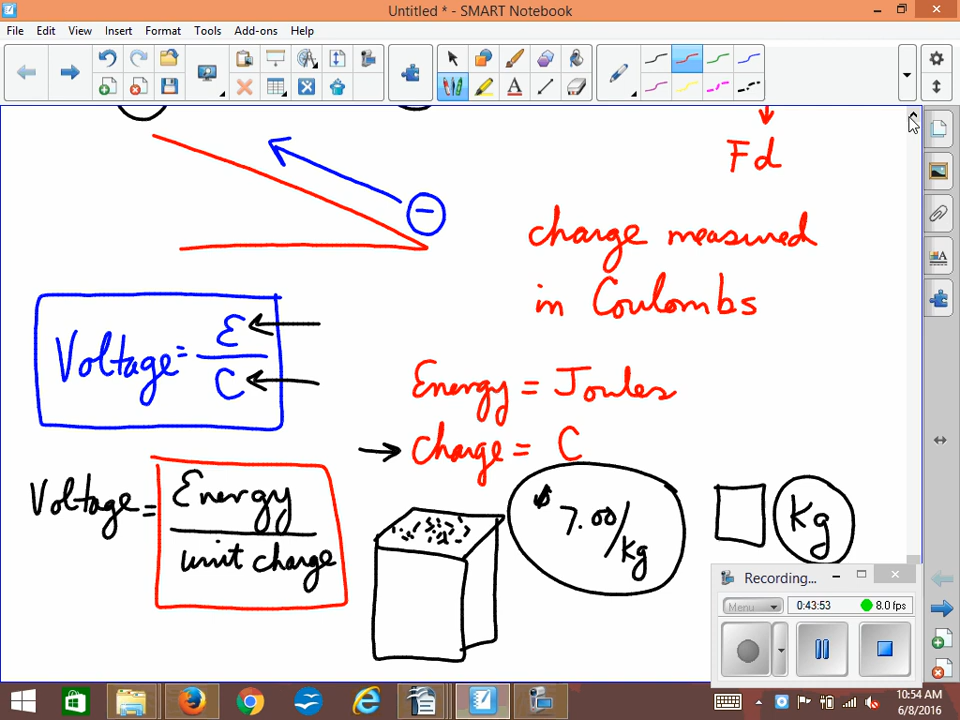 Untitled * - SMART Notebook
File Edit View Insert Format Tools Add-ons Help
Fd
−
charge measured
in Coulombs
Voltage = E
C
Energy = Joules
→ Charge = C
Voltage = Energy
unit charge
$7.00/
Kg
Kg
Recording...
Menu
0:43:53
8.0 fps
10:54 AM
6/8/2016